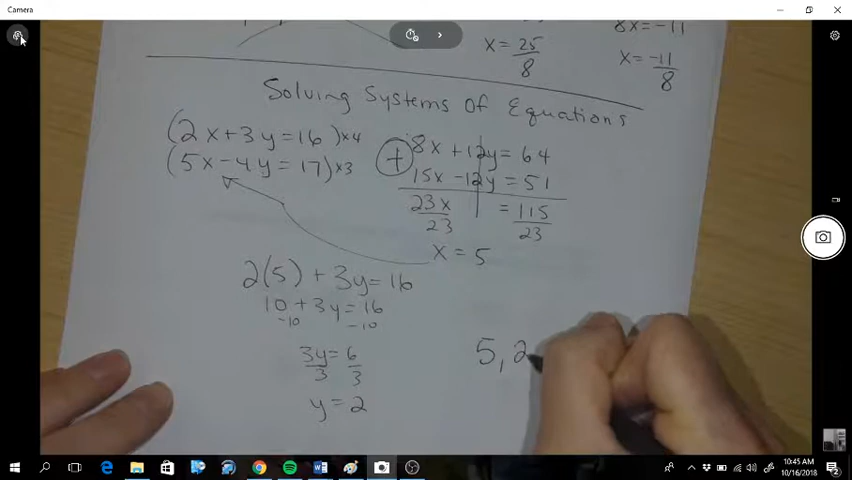 Camera
8x = -11
x = 25/8
x = -11/8
Solving Systems Of Equations
(2x + 3y = 16) x4
(5x - 4y = 17) x3
+ 8x + 12y = 64
15x - 12y = 51
23x/23 = 115/23
x = 5
2(5) + 3y = 16
10 + 3y = 16
-10 -10
3y/3 = 6/3
y = 2
5, 2
10:45 AM
10/16/2018